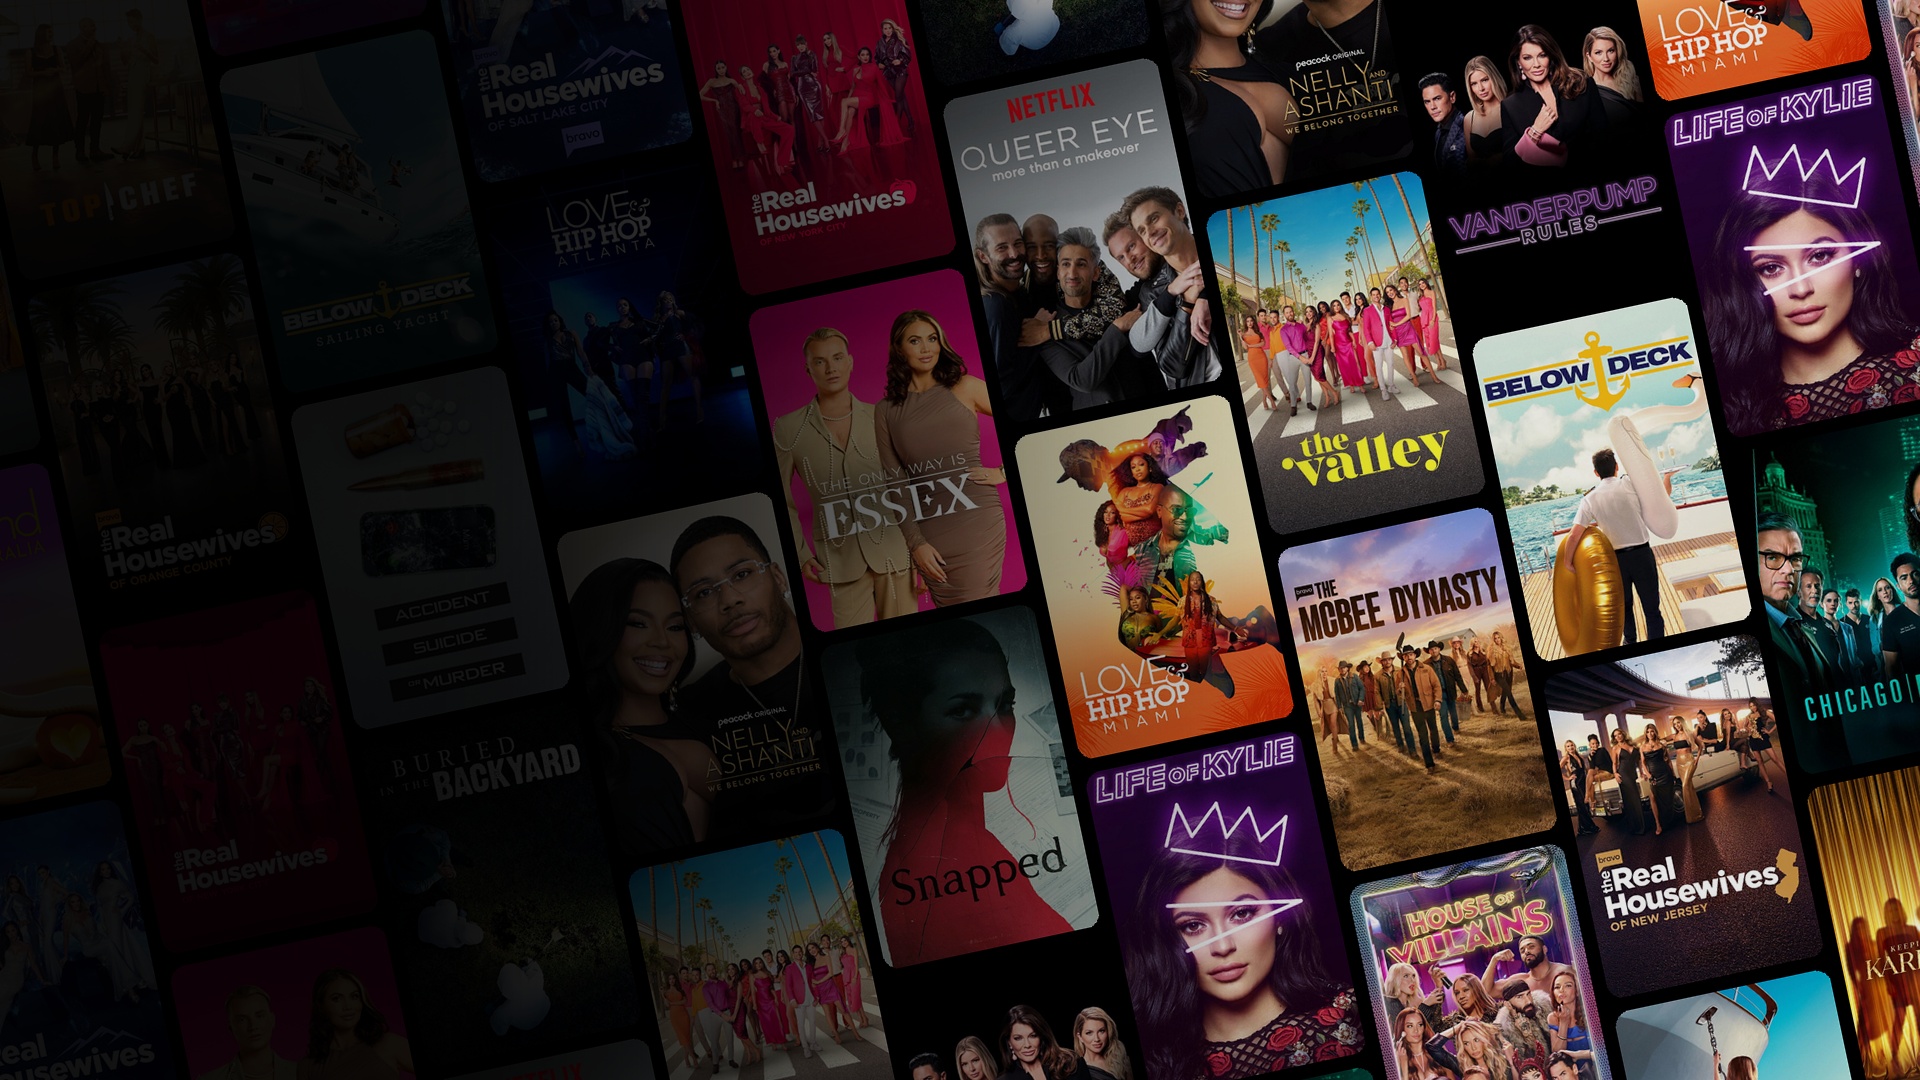 TOP CHEF
the Real
Housewives
OF ORANGE COUNTY
bravo
the Real
Housewives
Real
Housewives
BELOW DECK
SAILING YACHT
ACCIDENT
SUICIDE
OR MURDER
BURIED
IN THE BACKYARD
the Real
Housewives
OF SALT LAKE CITY
bravo
LOVE &
HIP HOP
ATLANTA
peacock ORIGINAL
NELLY AND
ASHANTI
WE BELONG TOGETHER
NETFLIX
the Real
Housewives
OF NEW YORK CITY
THE ONLY WAY IS
ESSEX
Snapped
NETFLIX
QUEER EYE
more than a makeover
LOVE &
HIP HOP
MIAMI
LIFE OF KYLIE
peacock ORIGINAL
NELLY AND
ASHANTI
WE BELONG TOGETHER
the
valley
bravo
THE
MCBEE DYNASTY
HOUSE OF
VILLAINS
VANDERPUMP
RULES
BELOW DECK
bravo
the Real
Housewives
OF NEW JERSEY
LOVE &
HIP HOP
MIAMI
LIFE OF KYLIE
CHICAGO